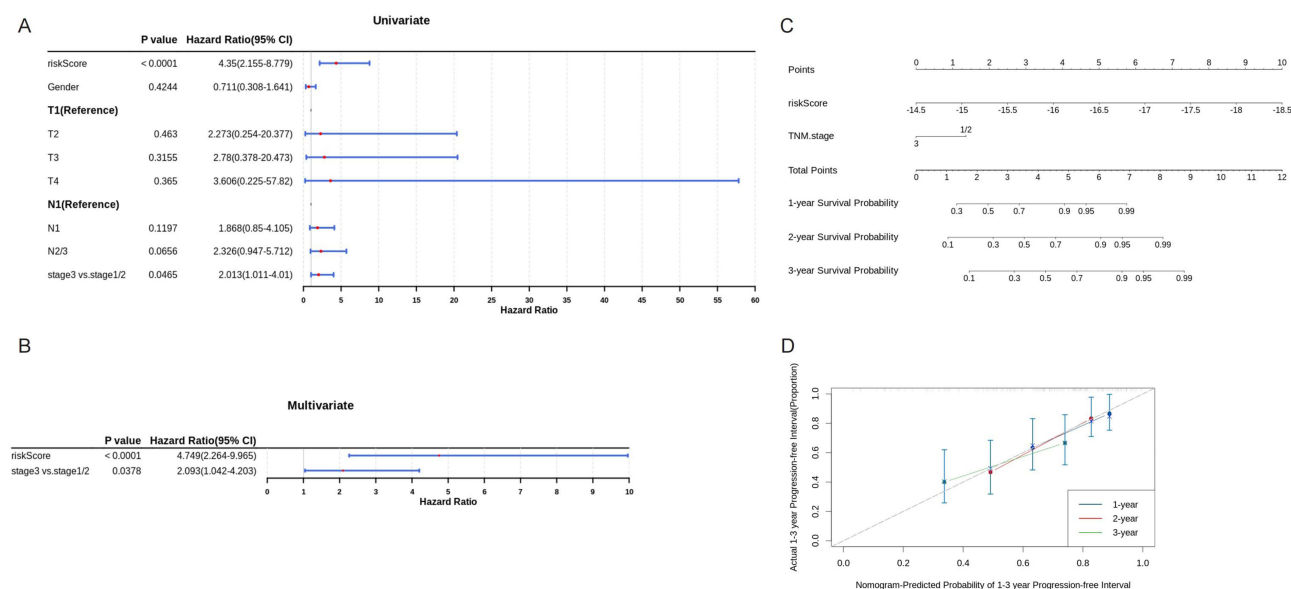 A
Univariate
P value Hazard Ratio(95% CI)
riskScore < 0.0001 4.35(2.155-8.779)
Gender 0.4244 0.711(0.308-1.641)
T1(Reference)
T2 0.463 2.273(0.254-20.377)
T3 0.3155 2.78(0.378-20.473)
T4 0.365 3.606(0.225-57.82)
N1(Reference)
N1 0.1197 1.868(0.85-4.105)
N2/3 0.0656 2.326(0.947-5.712)
stage3 vs.stage1/2 0.0465 2.013(1.011-4.01)
0 5 10 15 20 25 30 35 40 45 50 55 60
Hazard Ratio
B
Multivariate
P value Hazard Ratio(95% CI)
riskScore < 0.0001 4.749(2.264-9.965)
stage3 vs.stage1/2 0.0378 2.093(1.042-4.203)
0 1 2 3 4 5 6 7 8 9 10
Hazard Ratio
C
Points 0 1 2 3 4 5 6 7 8 9 10
riskScore -14.5 -15 -15.5 -16 -16.5 -17 -17.5 -18 -18.5
1/2
TNM.stage
3
Total Points 0 1 2 3 4 5 6 7 8 9 10 11 12
1-year Survival Probability 0.3 0.5 0.7 0.9 0.95 0.99
2-year Survival Probability 0.1 0.3 0.5 0.7 0.9 0.95 0.99
3-year Survival Probability 0.1 0.3 0.5 0.7 0.9 0.95 0.99
D
Actual 1-3 year Progression-free Interval(Proportion)
1.0
0.8
0.6
0.4
0.2
0.0
1-year
2-year
3-year
0.0 0.2 0.4 0.6 0.8 1.0
Nomogram-Predicted Probability of 1-3 year Progression-free Interval